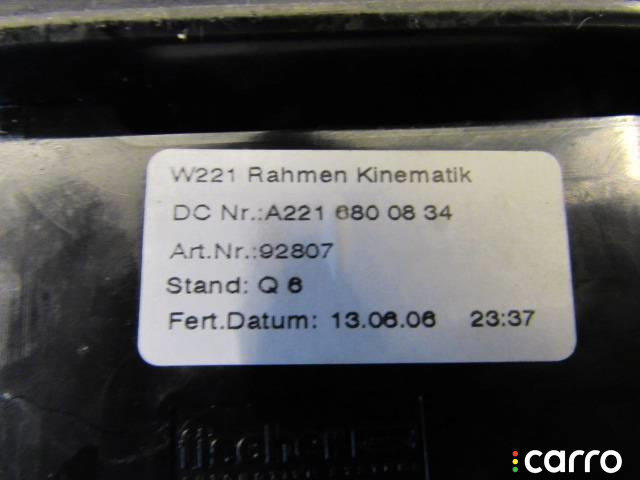 W221 Rahmen Kinematik
DC Nr.:A221 680 08 34
Art.Nr.:92807
Stand: Q 6
Fert.Datum: 13.06.06 23:37
carro